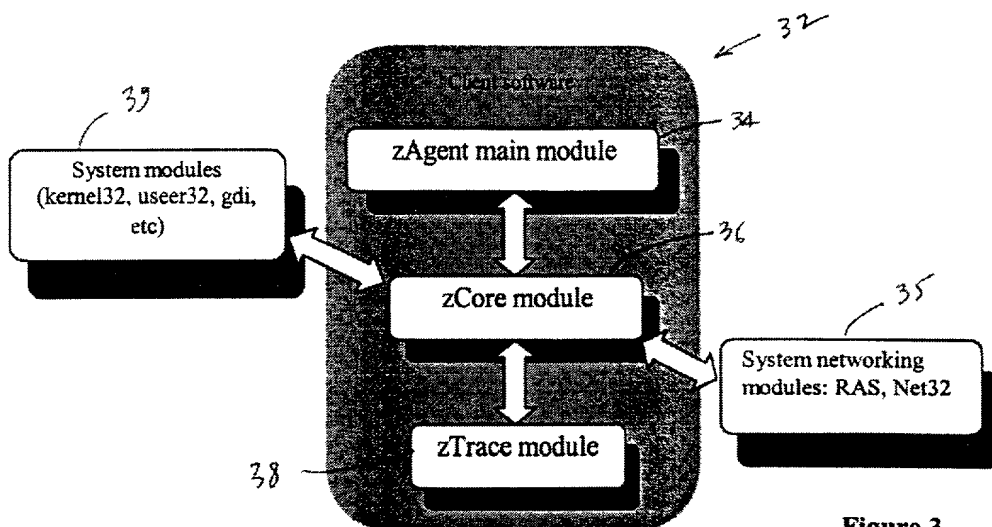 32
39
Client software
34
zAgent main module
System modules
(kernel32, useer32, gdi,
etc)
36
zCore module
35
System networking
modules: RAS, Net32
zTrace module
38
Figure 3